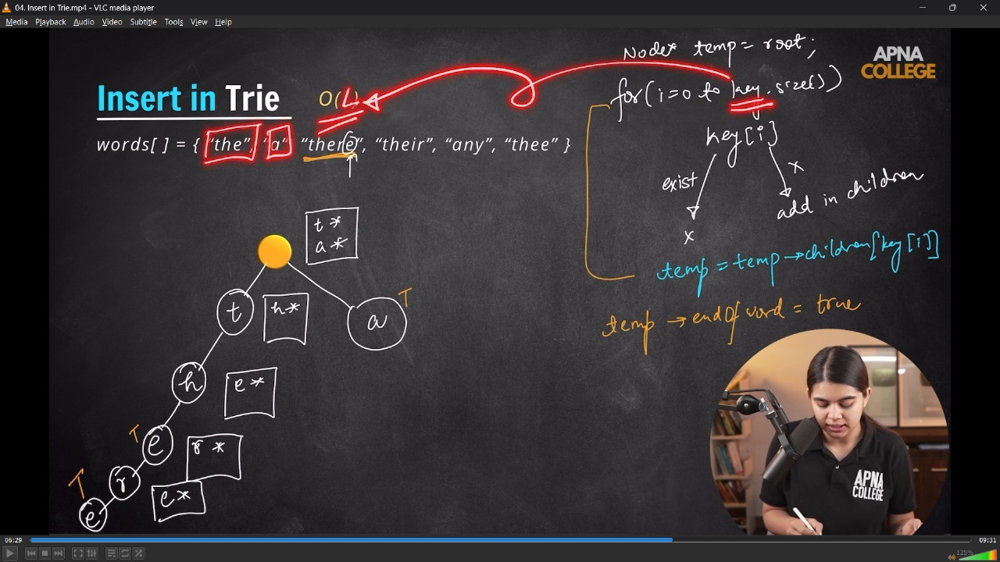 04. Insert in Trie.mp4 - VLC media player
Media Playback Audio Video Subtitle Tools View Help
Node* temp = root;
APNA
COLLEGE
Insert in Trie
O(L)
for(i=0 to key.size())
words[ ] = { “the”, “a”, “there”, “their”, “any”, “thee” }
key[i]
exist
x
add in children
x
t *
a *
temp = temp→children[key[i]]
t
h*
a
T
temp →endOfword = true
h
e *
T
e
r *
T
r
e *
e
APNA
COLLEGE
06:29
09:31
125%